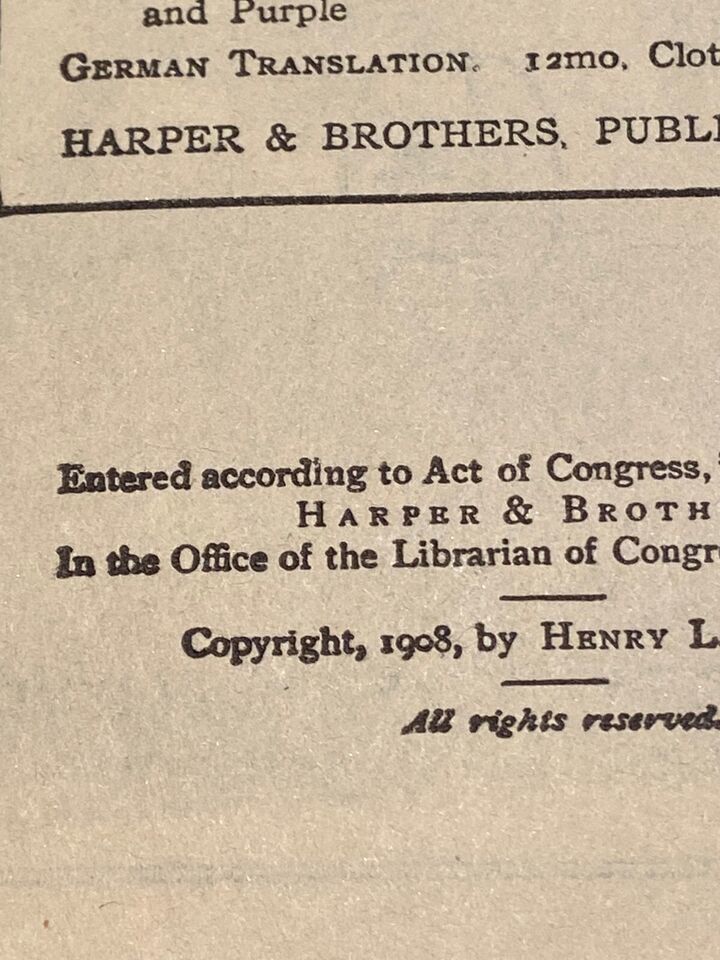 and Purple
GERMAN TRANSLATION. 12mo, Clot
HARPER & BROTHERS, PUBLI
Entered according to Act of Congress,
HARPER & BROTH
In the Office of the Librarian of Congr
Copyright, 1908, by HENRY L.
All rights reserved.